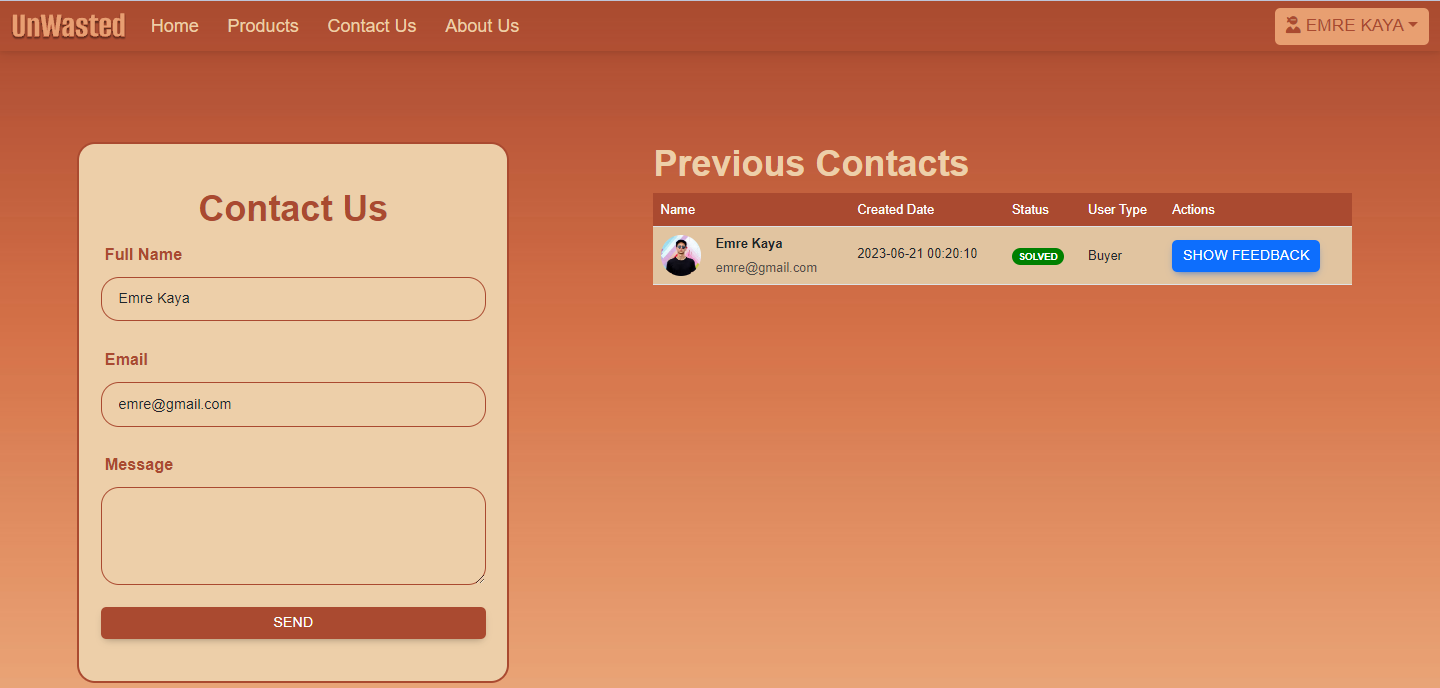 UnWasted Home Products Contact Us About Us EMRE KAYA
Contact Us
Full Name
Emre Kaya
Email
emre@gmail.com
Message
SEND
Previous Contacts
Name Created Date Status User Type Actions
Emre Kaya
emre@gmail.com
2023-06-21 00:20:10 SOLVED Buyer SHOW FEEDBACK